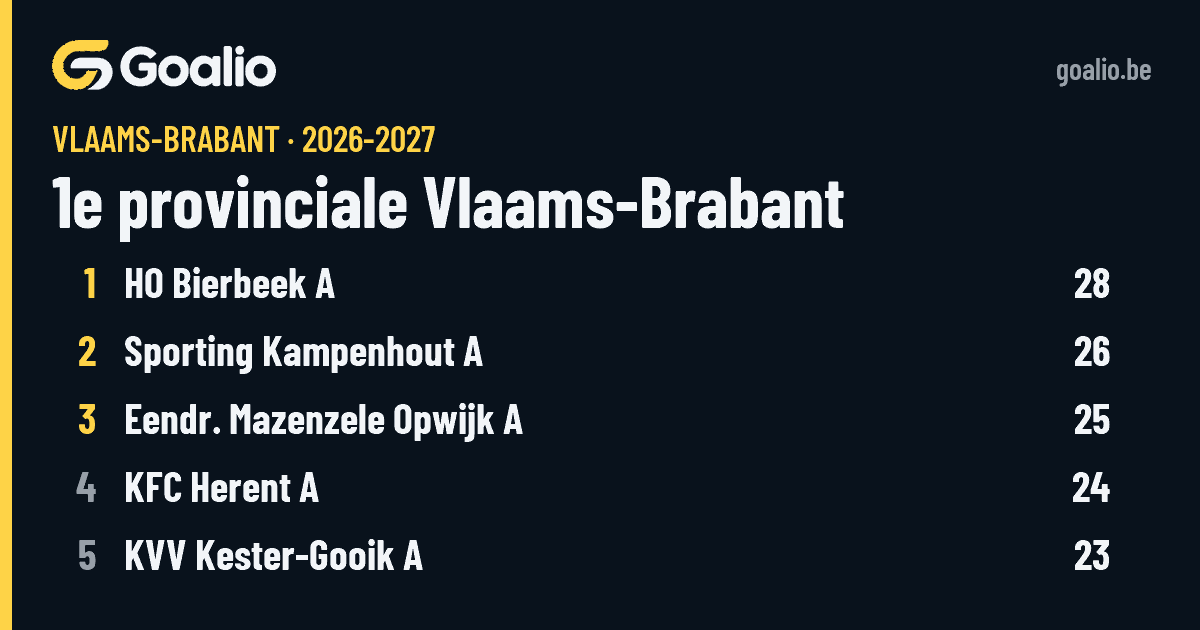 Goalio
goalio.be
VLAAMS-BRABANT · 2026-2027
1e provinciale Vlaams-Brabant
1 HO Bierbeek A 28
2 Sporting Kampenhout A 26
3 Eendr. Mazenzele Opwijk A 25
4 KFC Herent A 24
5 KVV Kester-Gooik A 23